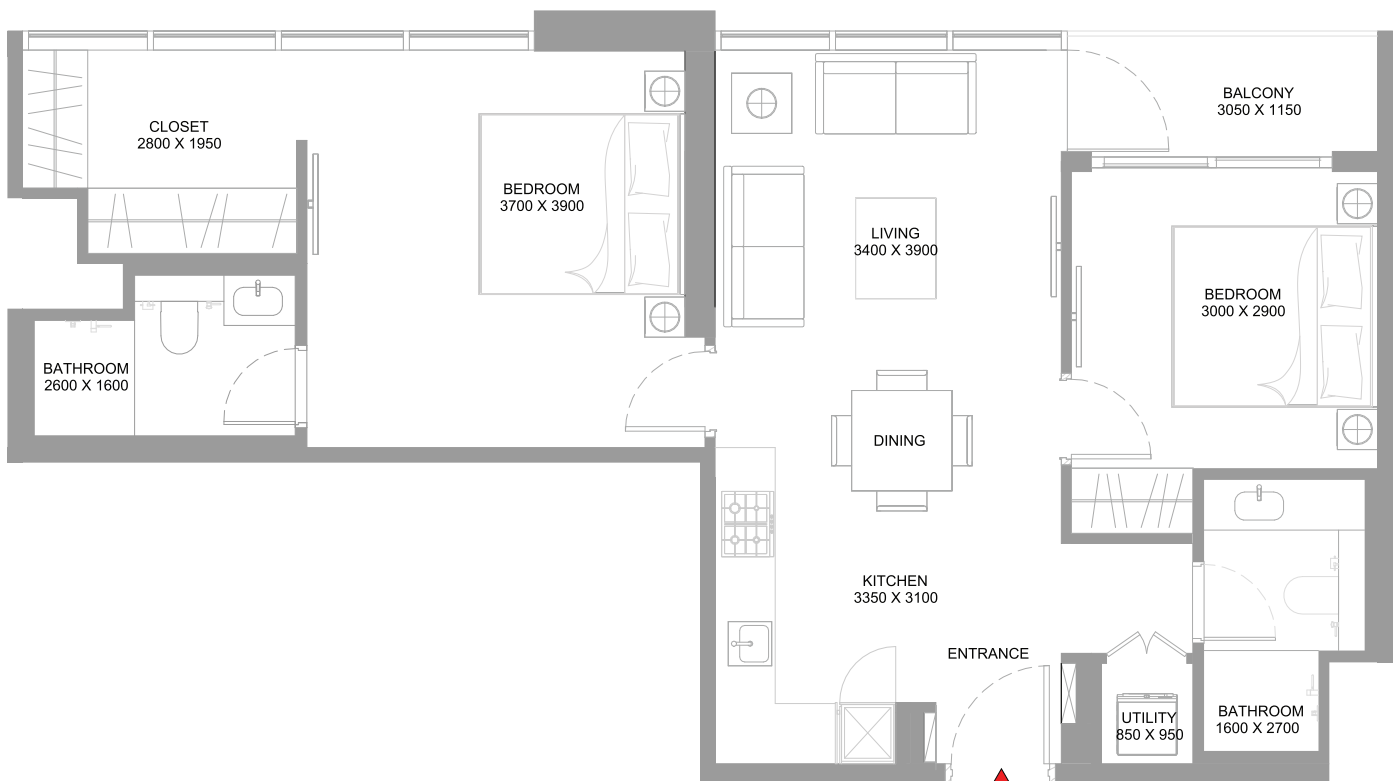 CLOSET
2800 X 1950
BEDROOM
3700 X 3900
BATHROOM
2600 X 1600
LIVING
3400 X 3900
BALCONY
3050 X 1150
BEDROOM
3000 X 2900
DINING
KITCHEN
3350 X 3100
ENTRANCE
UTILITY
850 X 950
BATHROOM
1600 X 2700